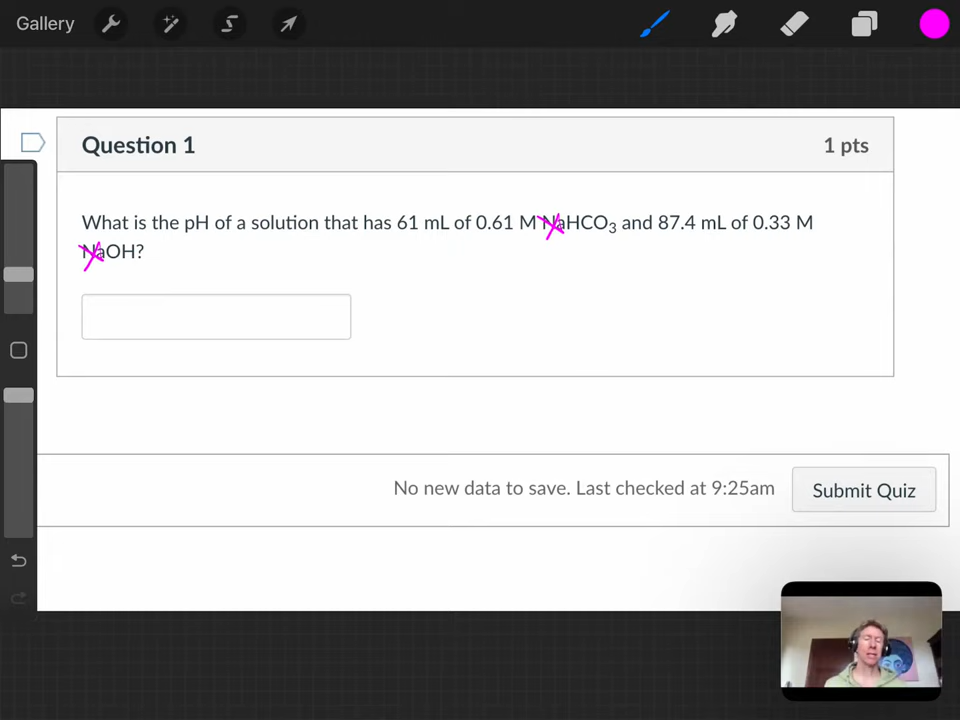 Gallery
Question 1
1 pts
What is the pH of a solution that has 61 mL of 0.61 M NaHCO₃ and 87.4 mL of 0.33 M
NaOH?
No new data to save. Last checked at 9:25am
Submit Quiz